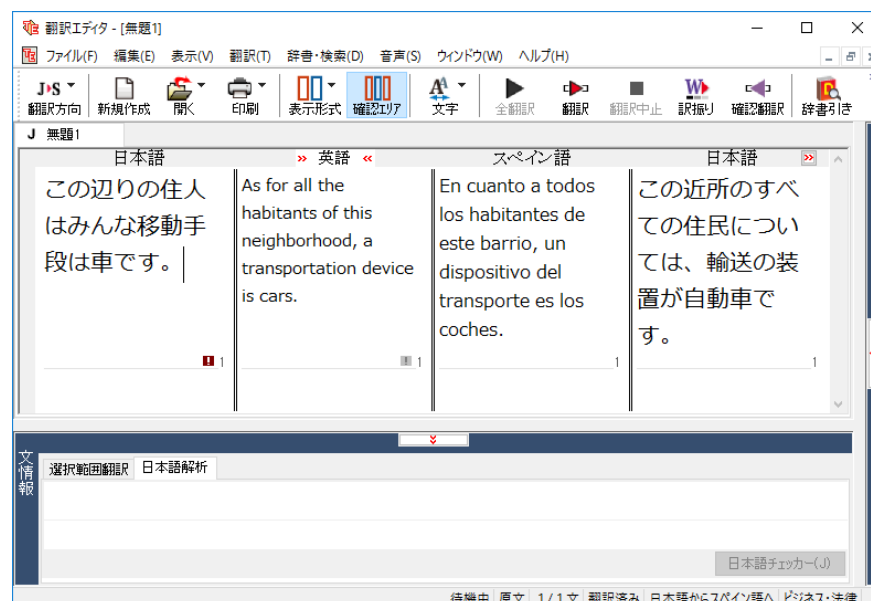 翻訳エディタ - [無題1]
ファイル(F) 編集(E) 表示(V) 翻訳(T) 辞書・検索(D) 音声(S) ウィンドウ(W) ヘルプ(H)
J▸S
翻訳方向 新規作成 開く 印刷 表示形式 確認エリア 文字 全翻訳 翻訳 翻訳中止 訳振り 確認翻訳 辞書引き
J 無題1
日本語 » 英語 « スペイン語 日本語 »
この辺りの住人
はみんな移動手
段は車です。
1
As for all the
habitants of this
neighborhood, a
transportation device
is cars.
1
En cuanto a todos
los habitantes de
este barrio, un
dispositivo del
transporte es los
coches.
1
この近所のすべ
ての住民につい
ては、輸送の装
置が自動車で
す。
1
文情報
選択範囲翻訳 日本語解析
日本語チェッカー(J)
待機中 原文 1/1文 翻訳済み 日本語からスペイン語へ ビジネス・法律